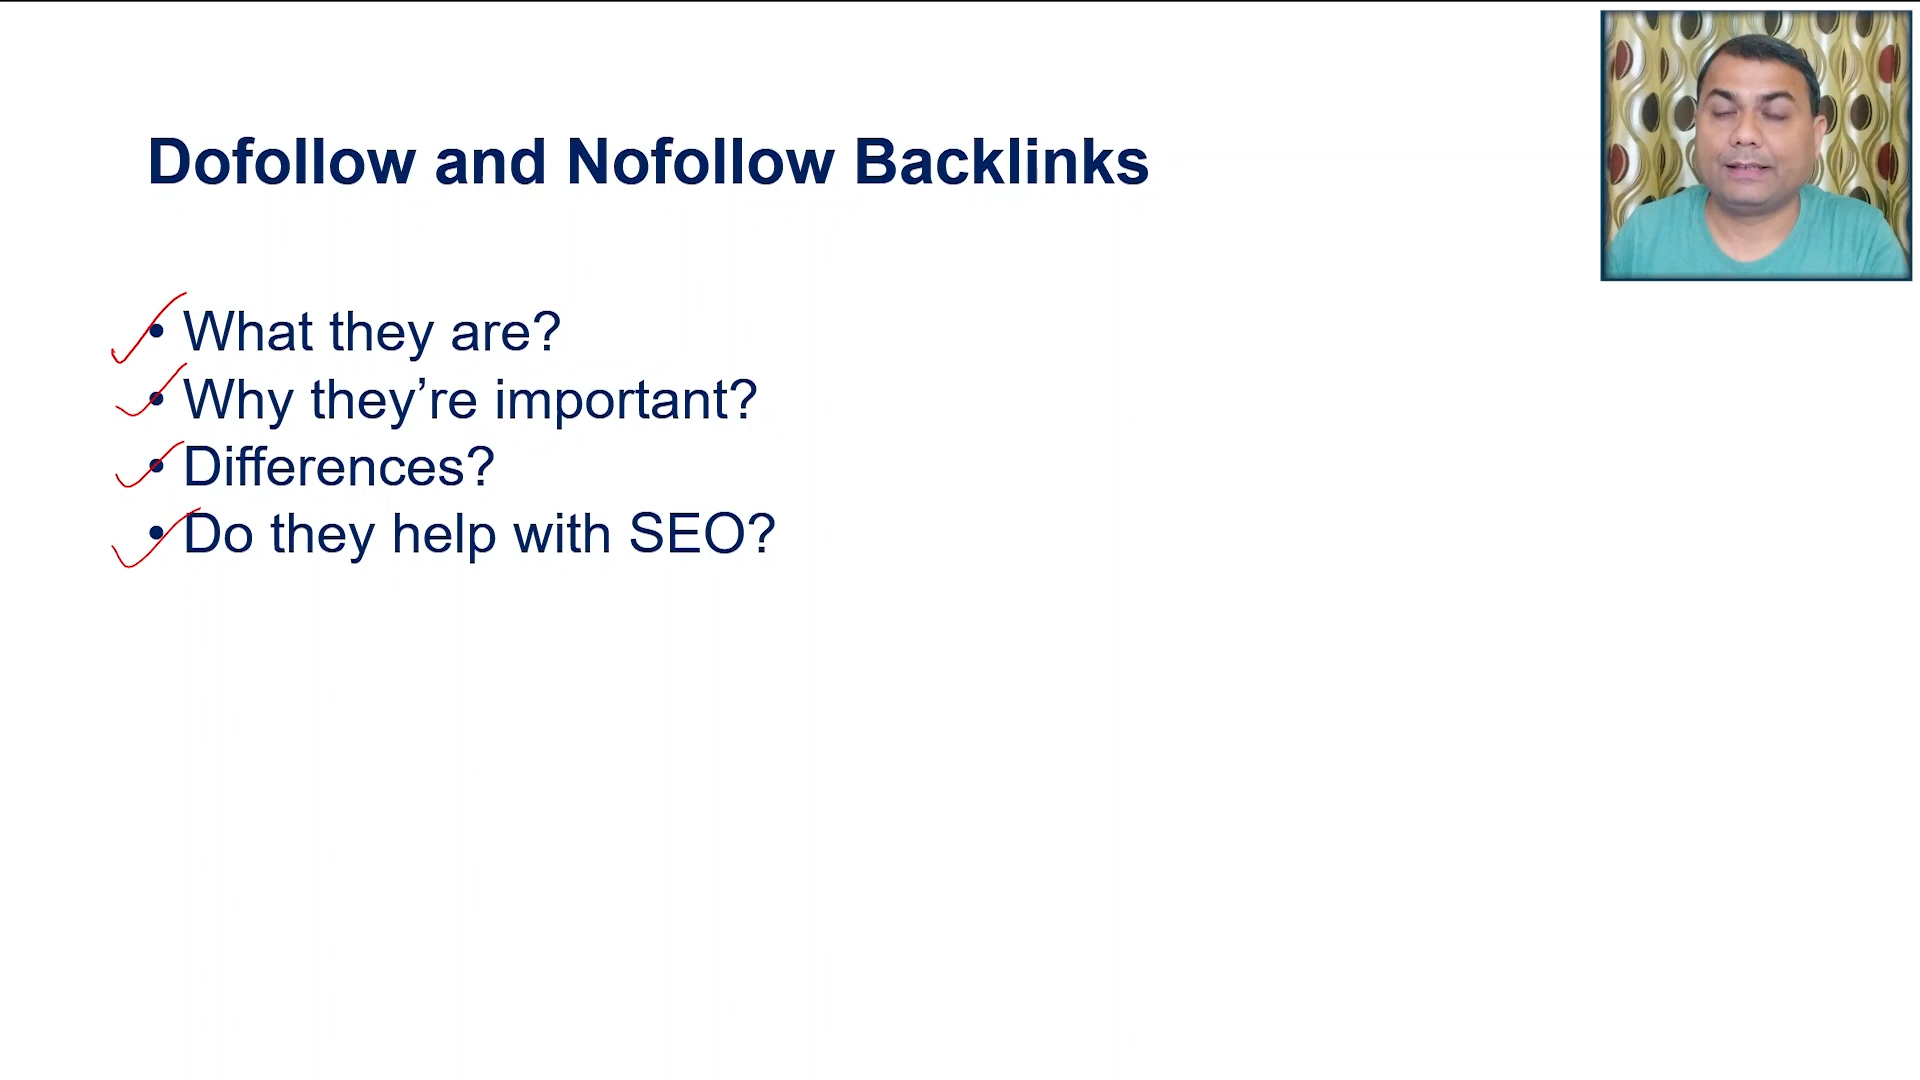 Dofollow and Nofollow Backlinks
• What they are?
• Why they’re important?
• Differences?
• Do they help with SEO?